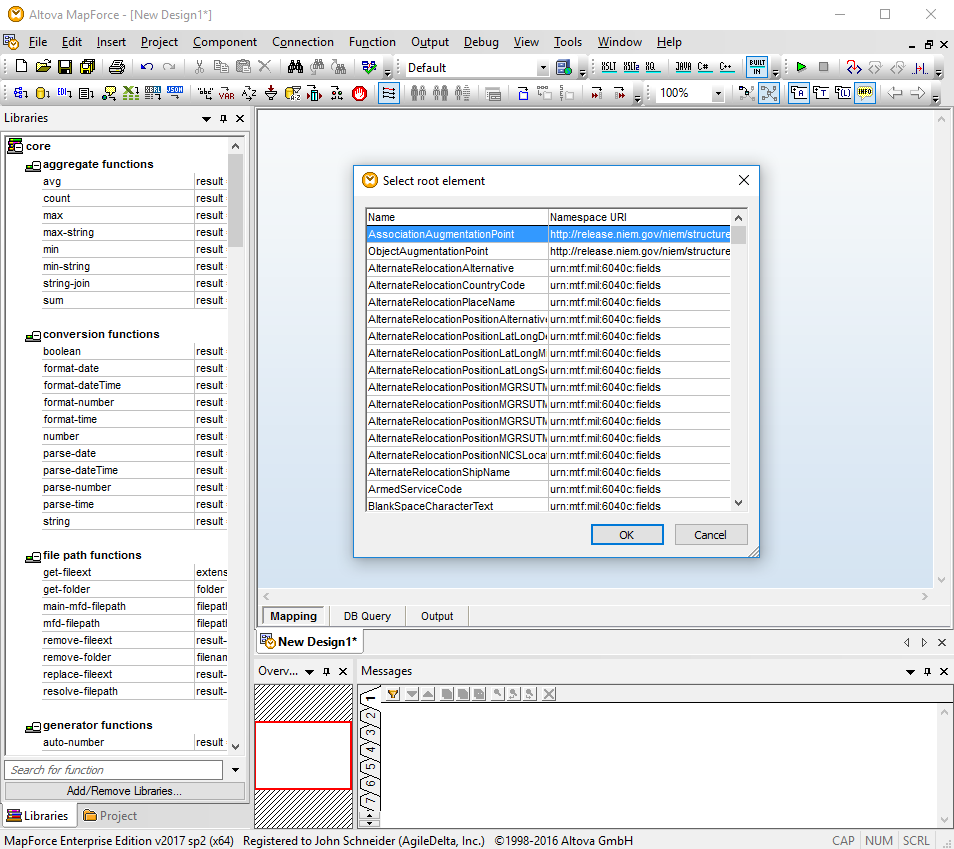 Altova MapForce - [New Design1*]
File Edit Insert Project Component Connection Function Output Debug View Tools Window Help
Default
XSLT XSLT2 XQ... JAVA C# C++ BUILT IN
100%
INFO
Libraries
core
aggregate functions
avg result
count result
max result
max-string result
min result
min-string result
string-join result
sum result
conversion functions
boolean result
format-date result
format-dateTime result
format-number result
format-time result
number result
parse-date result
parse-dateTime result
parse-number result
parse-time result
string result
file path functions
get-fileext extens
get-folder folder
main-mfd-filepath filepath
mfd-filepath filepath
remove-fileext result-
remove-folder filenan
replace-fileext result-
resolve-filepath result-
generator functions
auto-number result
Search for function
Add/Remove Libraries...
Libraries Project
Select root element
Name Namespace URI
AssociationAugmentationPoint http://release.niem.gov/niem/structure
ObjectAugmentationPoint http://release.niem.gov/niem/structure
AlternateRelocationAlternative urn:mtf:mil:6040c:fields
AlternateRelocationCountryCode urn:mtf:mil:6040c:fields
AlternateRelocationPlaceName urn:mtf:mil:6040c:fields
AlternateRelocationPositionAlternative urn:mtf:mil:6040c:fields
AlternateRelocationPositionLatLongDe urn:mtf:mil:6040c:fields
AlternateRelocationPositionLatLongMi urn:mtf:mil:6040c:fields
AlternateRelocationPositionLatLongSe urn:mtf:mil:6040c:fields
AlternateRelocationPositionMGRSUTM urn:mtf:mil:6040c:fields
AlternateRelocationPositionMGRSUTM urn:mtf:mil:6040c:fields
AlternateRelocationPositionMGRSUTM urn:mtf:mil:6040c:fields
AlternateRelocationPositionMGRSUTM urn:mtf:mil:6040c:fields
AlternateRelocationPositionNICSLocat urn:mtf:mil:6040c:fields
AlternateRelocationShipName urn:mtf:mil:6040c:fields
ArmedServiceCode urn:mtf:mil:6040c:fields
BlankSpaceCharacterText urn:mtf:mil:6040c:fields
OK Cancel
Mapping DB Query Output
New Design1*
Overv... Messages
1
2
3
4
5
6
7
MapForce Enterprise Edition v2017 sp2 (x64) Registered to John Schneider (AgileDelta, Inc.) ©1998-2016 Altova GmbH CAP NUM SCRL